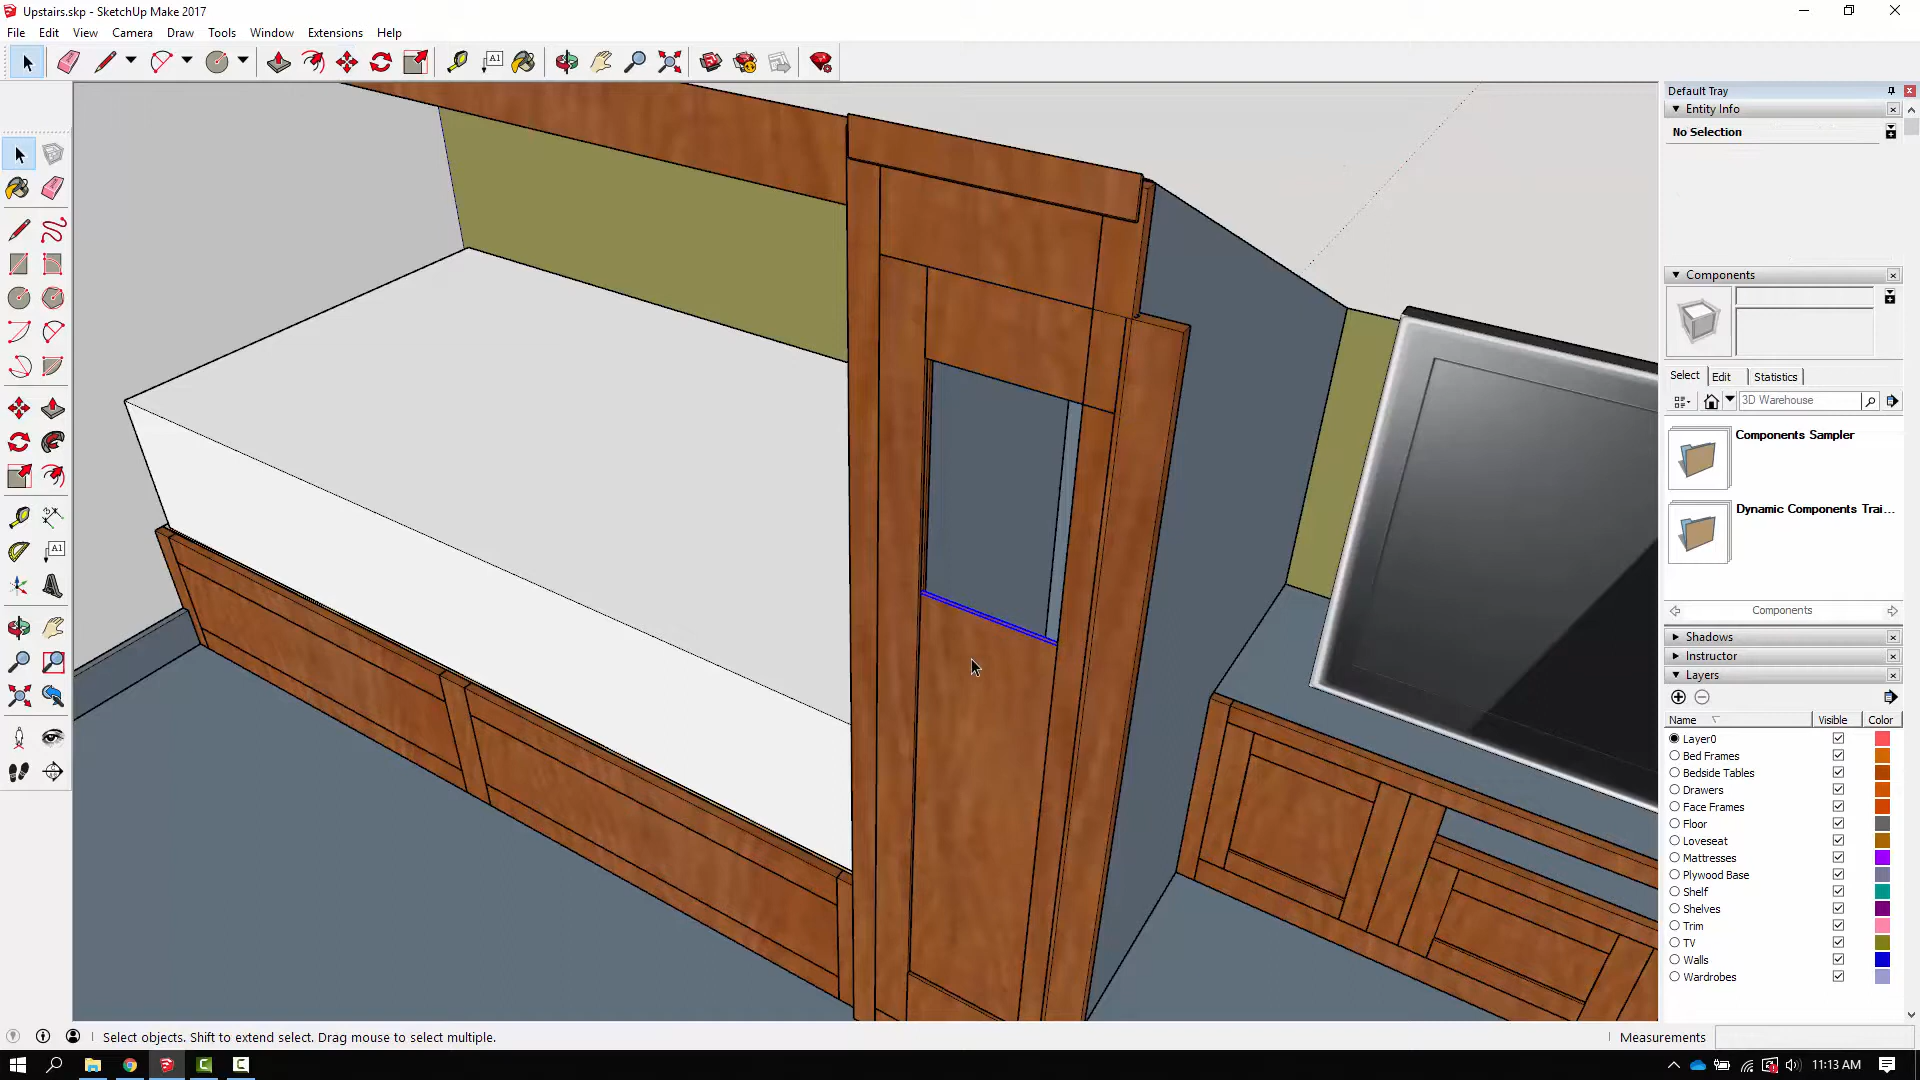 Upstairs.skp - SketchUp Make 2017
File Edit View Camera Draw Tools Window Extensions Help
A1
Default Tray
Entity Info
No Selection
Components
Select Edit Statistics
3D Warehouse
Components Sampler
Dynamic Components Trai...
Components
Shadows
Instructor
Layers
Name Visible Color
Layer0
Bed Frames
Bedside Tables
Drawers
Face Frames
Floor
Loveseat
Mattresses
Plywood Base
Shelf
Shelves
Trim
TV
Walls
Wardrobes
A1
Select objects. Shift to extend select. Drag mouse to select multiple.
Measurements
11:13 AM